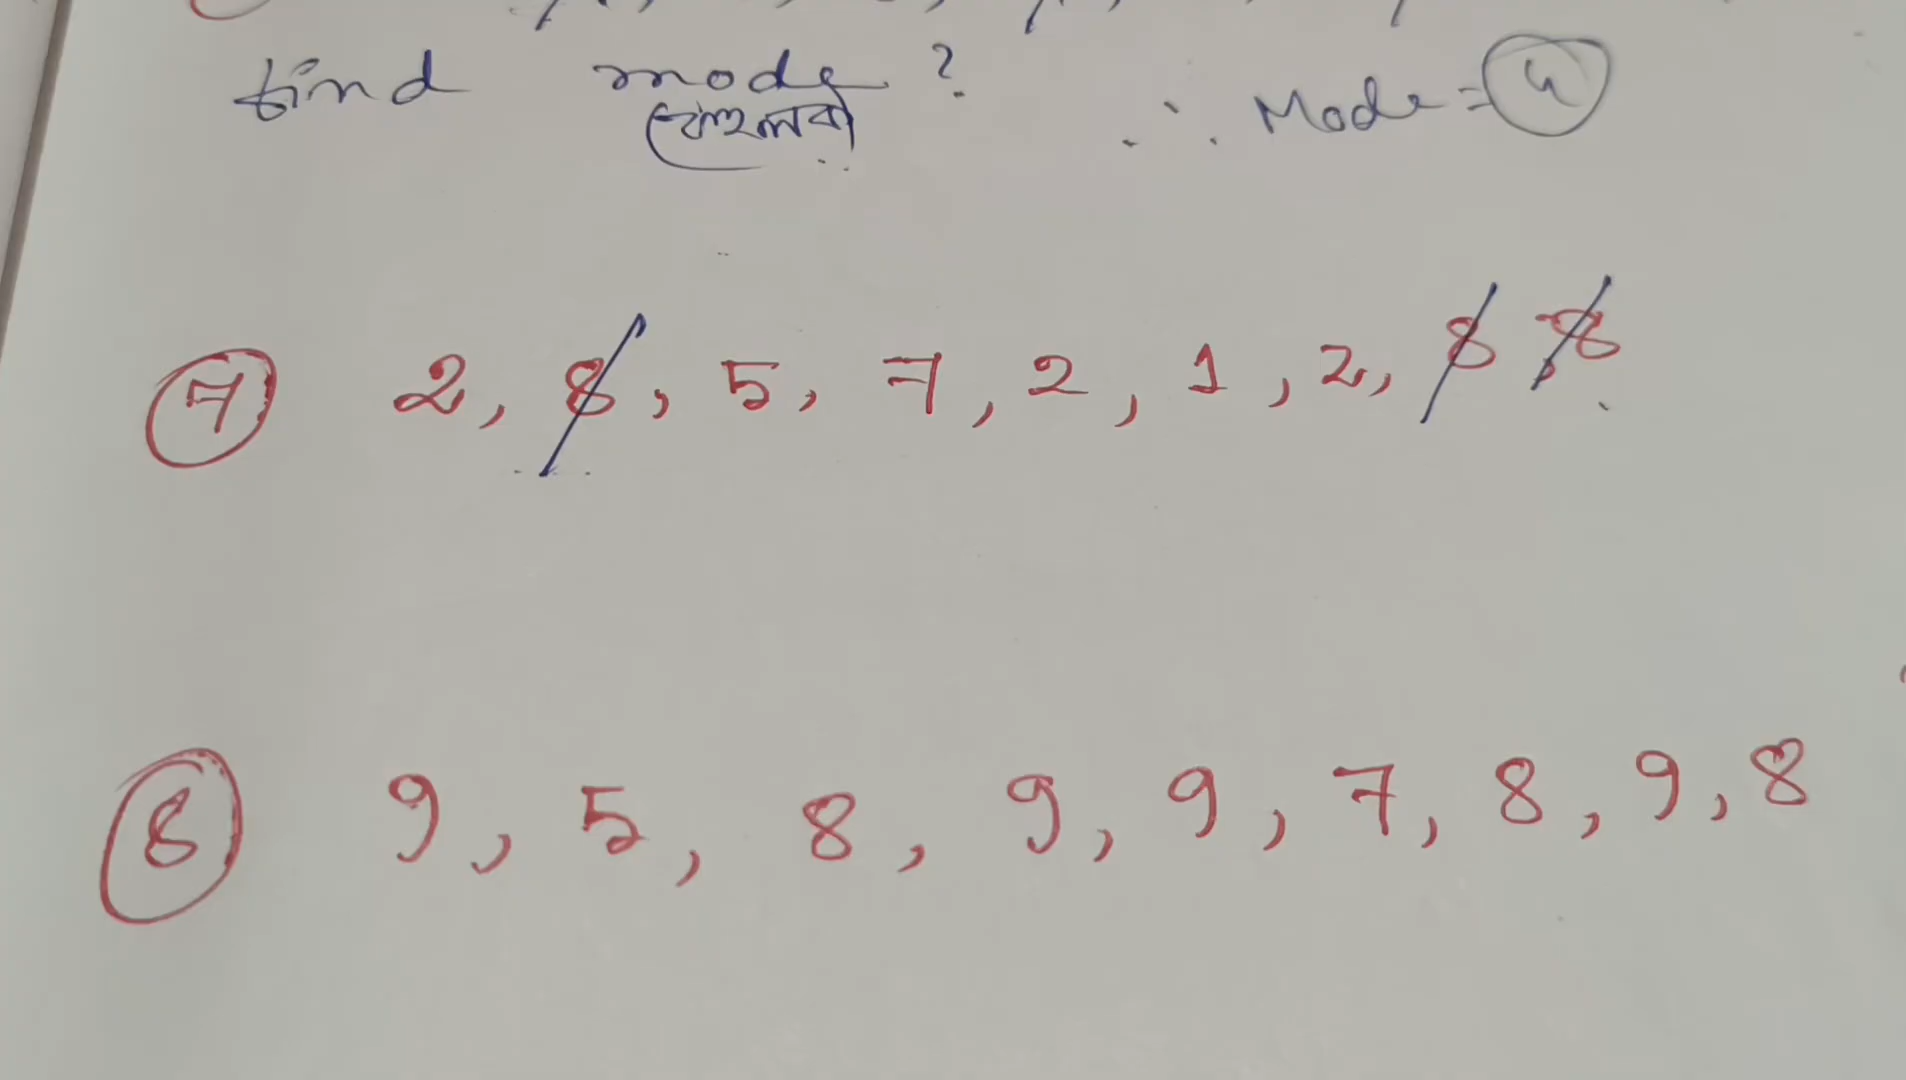 find mode ?
∴ Mode = 4
7 2, 8, 5, 7, 2, 1, 2, 8 8
8 9, 5, 8, 9, 9, 7, 8, 9, 8